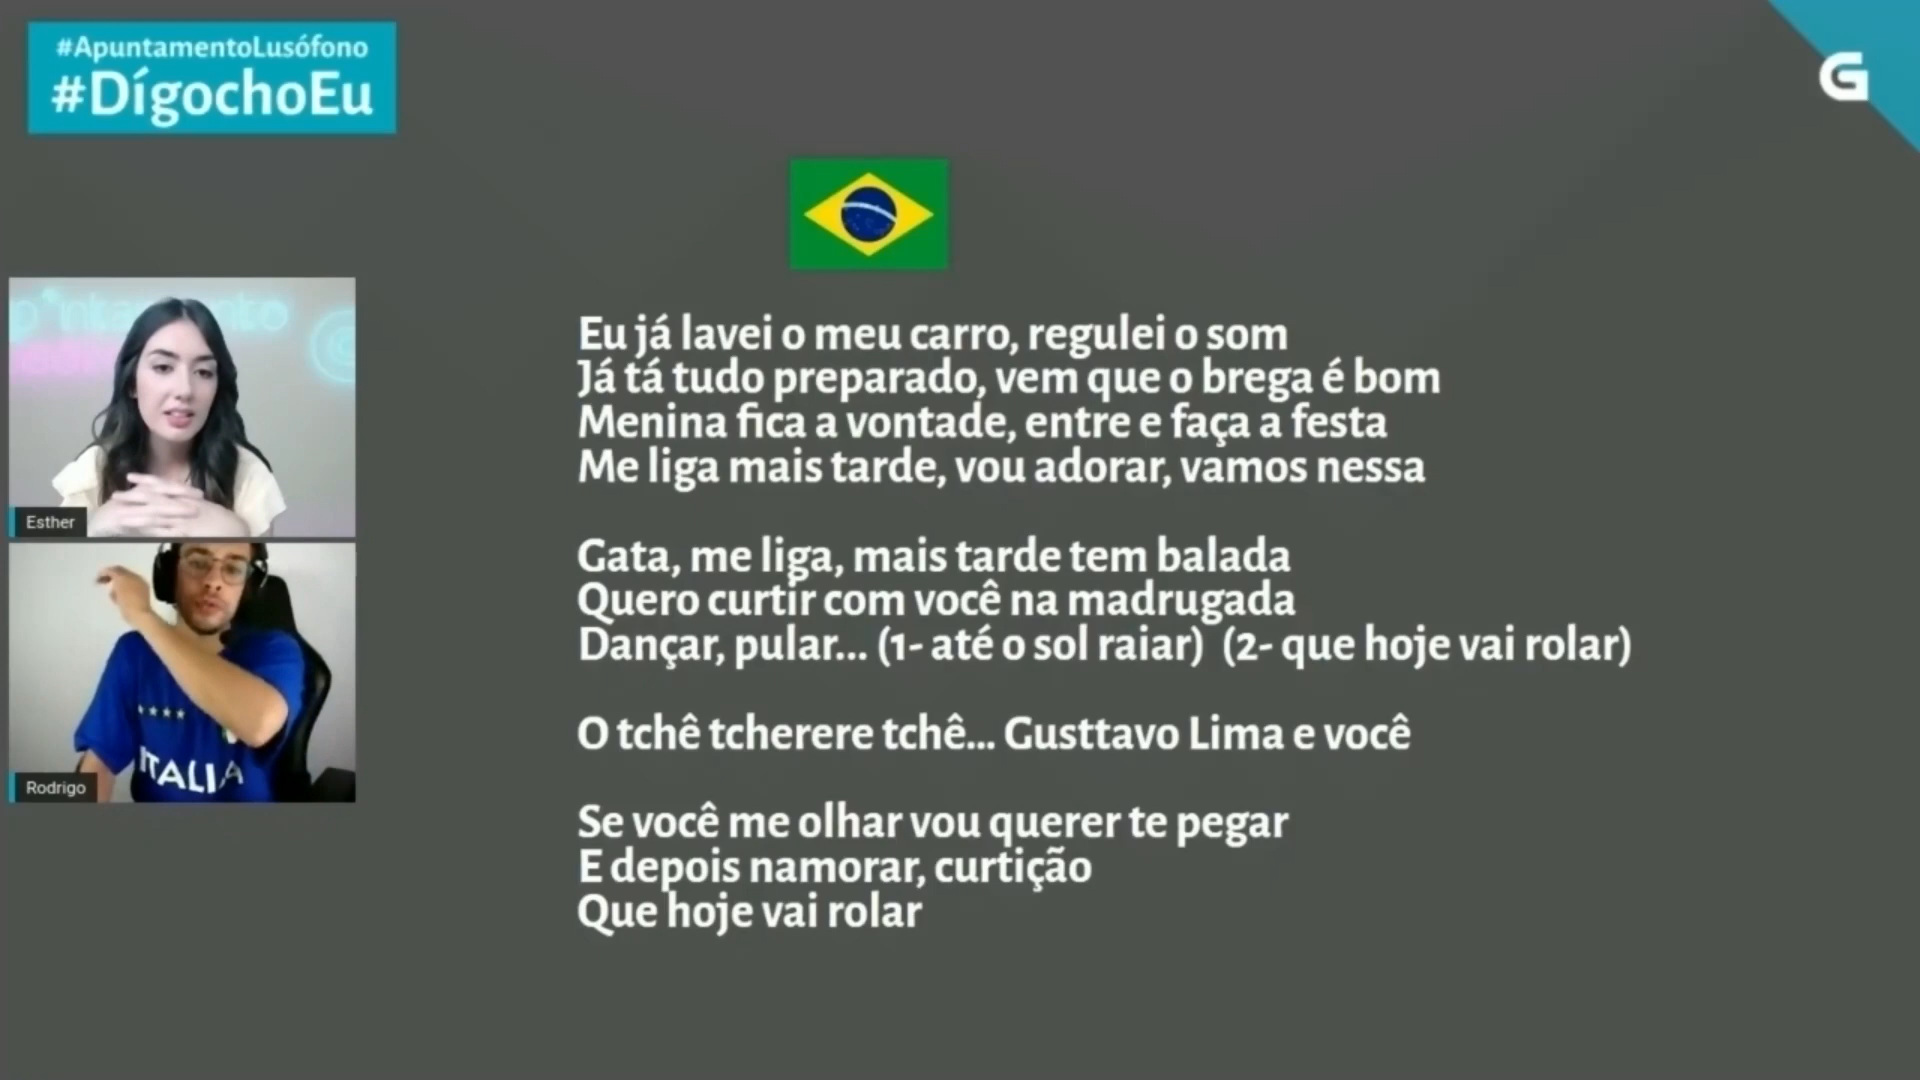 #ApuntamentoLusófono
#DígochoEu
G
Eu já lavei o meu carro, regulei o som
Já tá tudo preparado, vem que o brega é bom
Menina fica a vontade, entre e faça a festa
Me liga mais tarde, vou adorar, vamos nessa
Gata, me liga, mais tarde tem balada
Quero curtir com você na madrugada
Dançar, pular... (1- até o sol raiar) (2- que hoje vai rolar)
O tchê tcherere tchê... Gusttavo Lima e você
Se você me olhar vou querer te pegar
E depois namorar, curtição
Que hoje vai rolar
Esther
ITALIA
Rodrigo